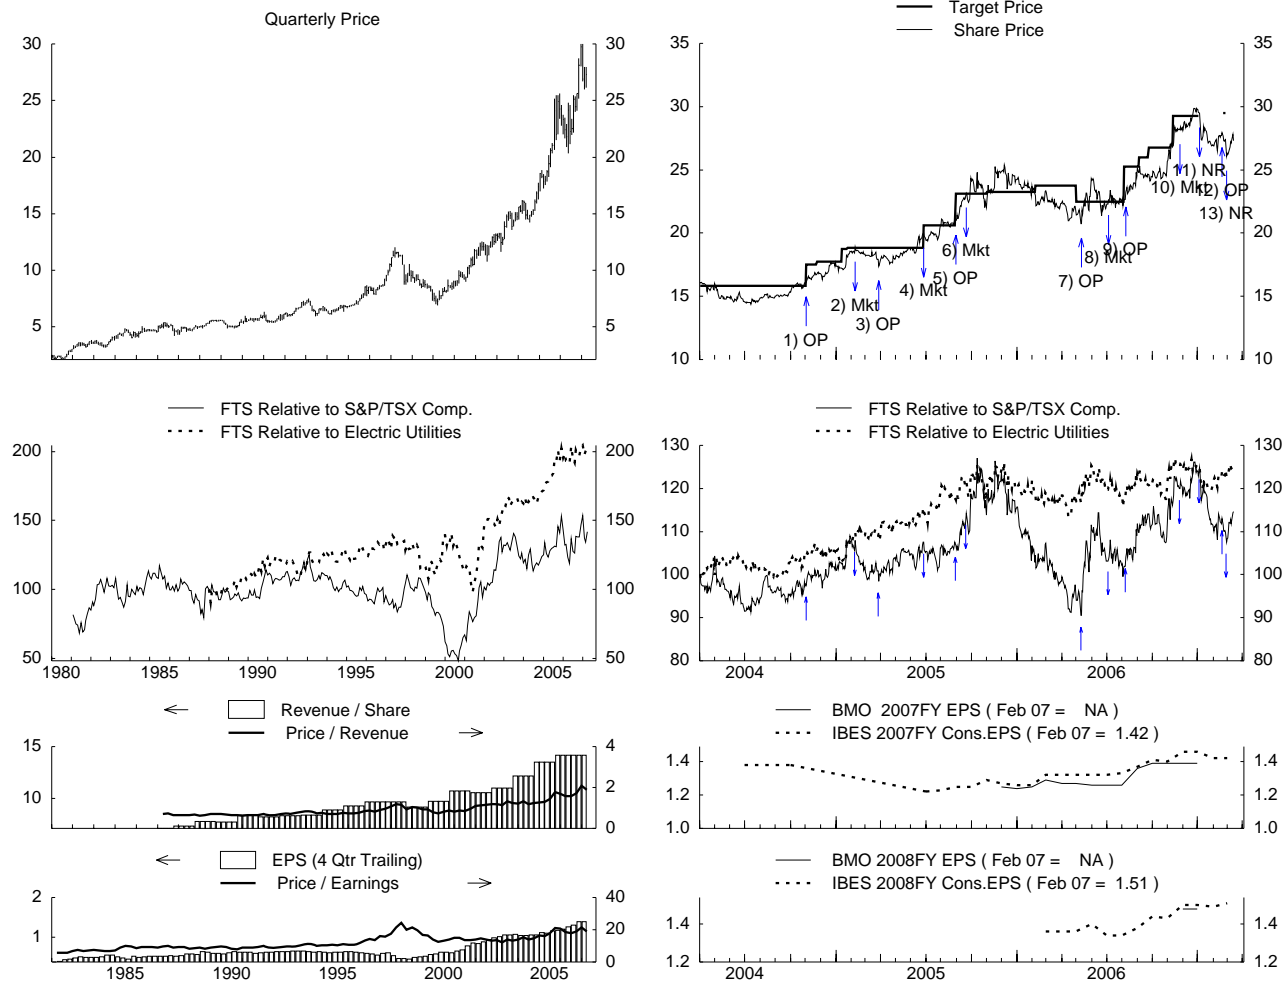 Quarterly Price
30 30
25 25
20 20
15 15
10 10
5 5
Target Price
Share Price
35 35
30 30
25 25
20 20
15 15
10 10
1) OP
2) Mkt
3) OP
4) Mkt
5) OP
6) Mkt
7) OP
8) Mkt
9) OP
10) Mkt
11) NR
12) OP
13) NR
FTS Relative to S&P/TSX Comp.
FTS Relative to Electric Utilities
200 200
150 150
100 100
50 50
1980 1985 1990 1995 2000 2005
FTS Relative to S&P/TSX Comp.
FTS Relative to Electric Utilities
130 130
120 120
110 110
100 100
90 90
80 80
2004 2005 2006
Revenue / Share
Price / Revenue
15 4
10 2
0
EPS (4 Qtr Trailing)
Price / Earnings
2 40
1 20
0
1985 1990 1995 2000 2005
BMO 2007FY EPS ( Feb 07 = NA )
IBES 2007FY Cons.EPS ( Feb 07 = 1.42 )
1.4 1.4
1.2 1.2
1.0 1.0
BMO 2008FY EPS ( Feb 07 = NA )
IBES 2008FY Cons.EPS ( Feb 07 = 1.51 )
1.4 1.4
1.2 1.2
2004 2005 2006